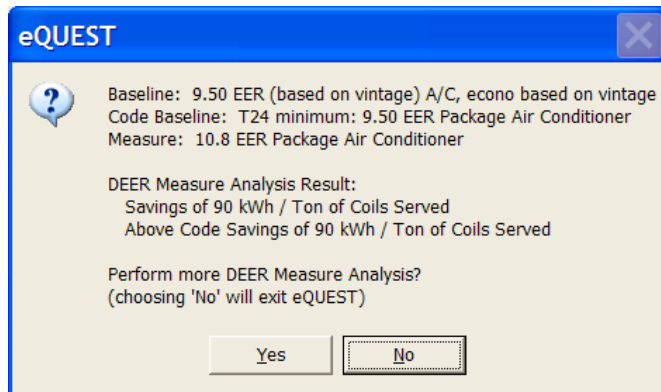 eQUEST
Baseline: 9.50 EER (based on vintage) A/C, econo based on vintage
Code Baseline: T24 minimum: 9.50 EER Package Air Conditioner
Measure: 10.8 EER Package Air Conditioner
DEER Measure Analysis Result:
Savings of 90 kWh / Ton of Coils Served
Above Code Savings of 90 kWh / Ton of Coils Served
Perform more DEER Measure Analysis?
(choosing 'No' will exit eQUEST)
Yes No